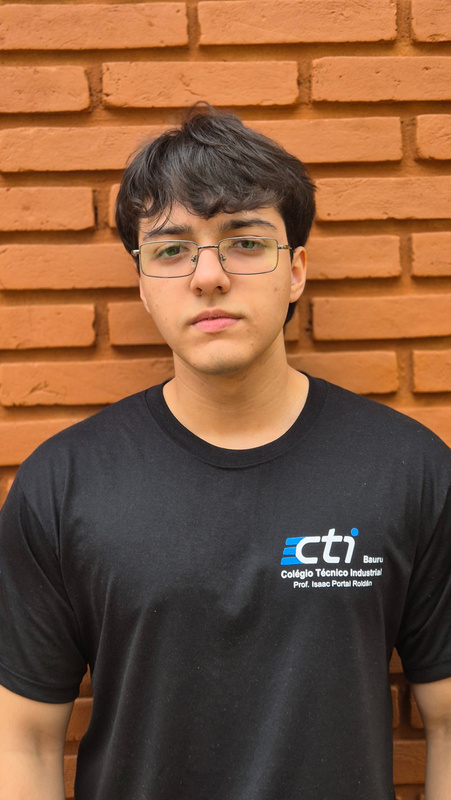 cti Bauru
Colégio Técnico Industrial
Prof. Isaac Portal Roldán